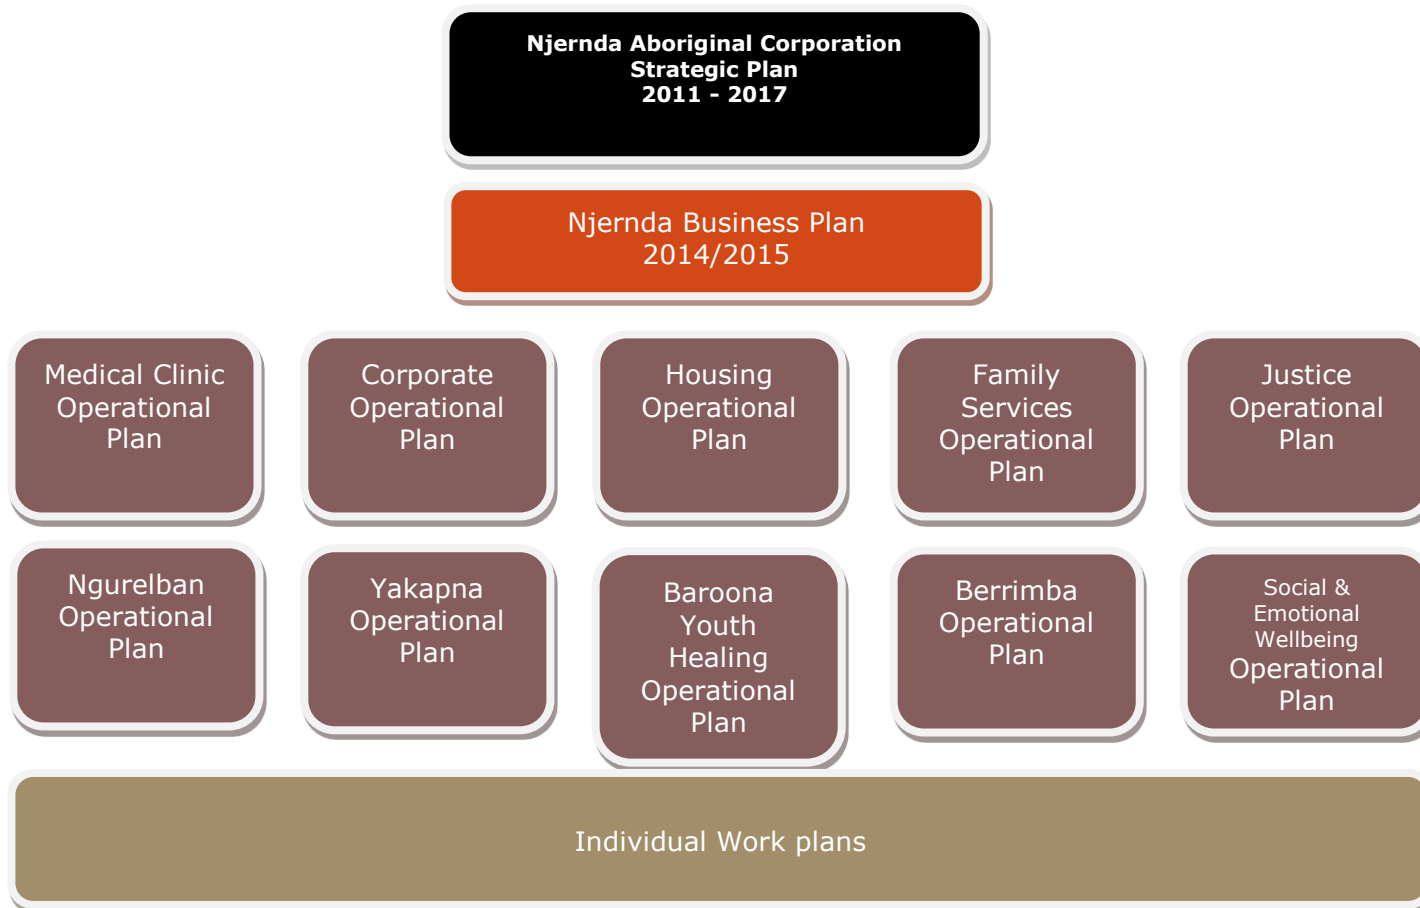 Njernda Aboriginal Corporation
Strategic Plan
2011 - 2017
Njernda Business Plan
2014/2015
Medical Clinic
Operational
Plan
Corporate
Operational
Plan
Housing
Operational
Plan
Family
Services
Operational
Plan
Justice
Operational
Plan
Ngurelban
Operational
Plan
Yakapna
Operational
Plan
Baroona
Youth
Healing
Operational
Plan
Berrimba
Operational
Plan
Social &
Emotional
Wellbeing
Operational
Plan
Individual Work plans